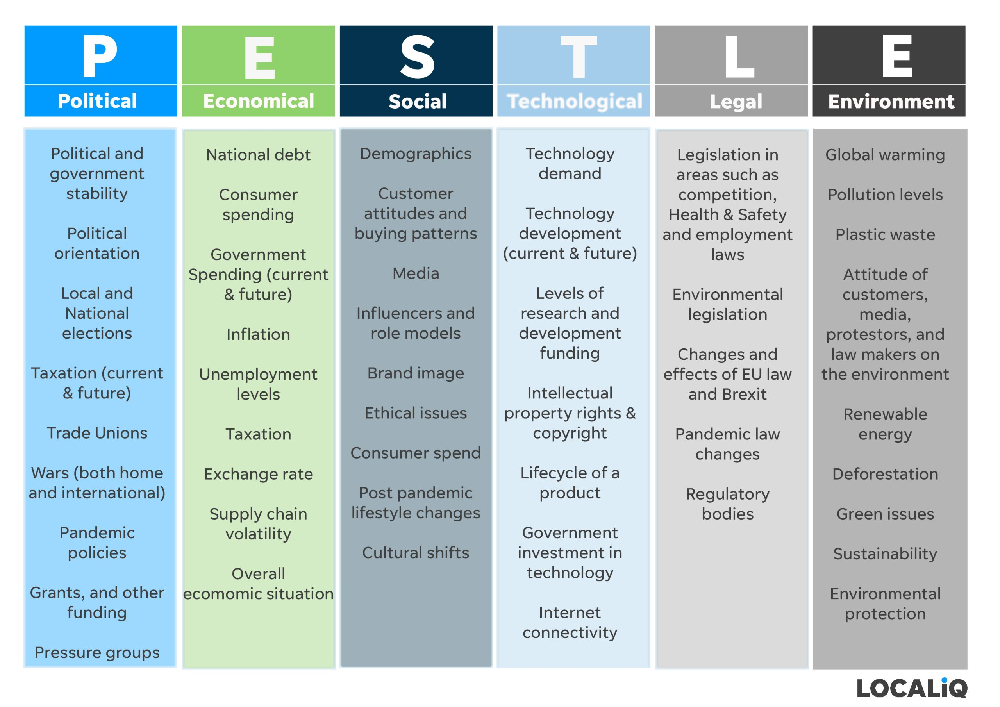 P
Political
Political and
government
stability
Political
orientation
Local and
National
elections
Taxation (current
& future)
Trade Unions
Wars (both home
and international)
Pandemic
policies
Grants, and other
funding
Pressure groups
E
Economical
National debt
Consumer
spending
Government
Spending (current
& future)
Inflation
Unemployment
levels
Taxation
Exchange rate
Supply chain
volatility
Overall
ecomomic situation
S
Social
Demographics
Customer
attitudes and
buying patterns
Media
Influencers and
role models
Brand image
Ethical issues
Consumer spend
Post pandemic
lifestyle changes
Cultural shifts
T
Technological
Technology
demand
Technology
development
(current & future)
Levels of
research and
development
funding
Intellectual
property rights &
copyright
Lifecycle of a
product
Government
investment in
technology
Internet
connectivity
L
Legal
Legislation in
areas such as
competition,
Health & Safety
and employment
laws
Environmental
legislation
Changes and
effects of EU law
and Brexit
Pandemic law
changes
Regulatory
bodies
E
Environment
Global warming
Pollution levels
Plastic waste
Attitude of
customers,
media,
protestors, and
law makers on
the environment
Renewable
energy
Deforestation
Green issues
Sustainability
Environmental
protection
LOCALiQ